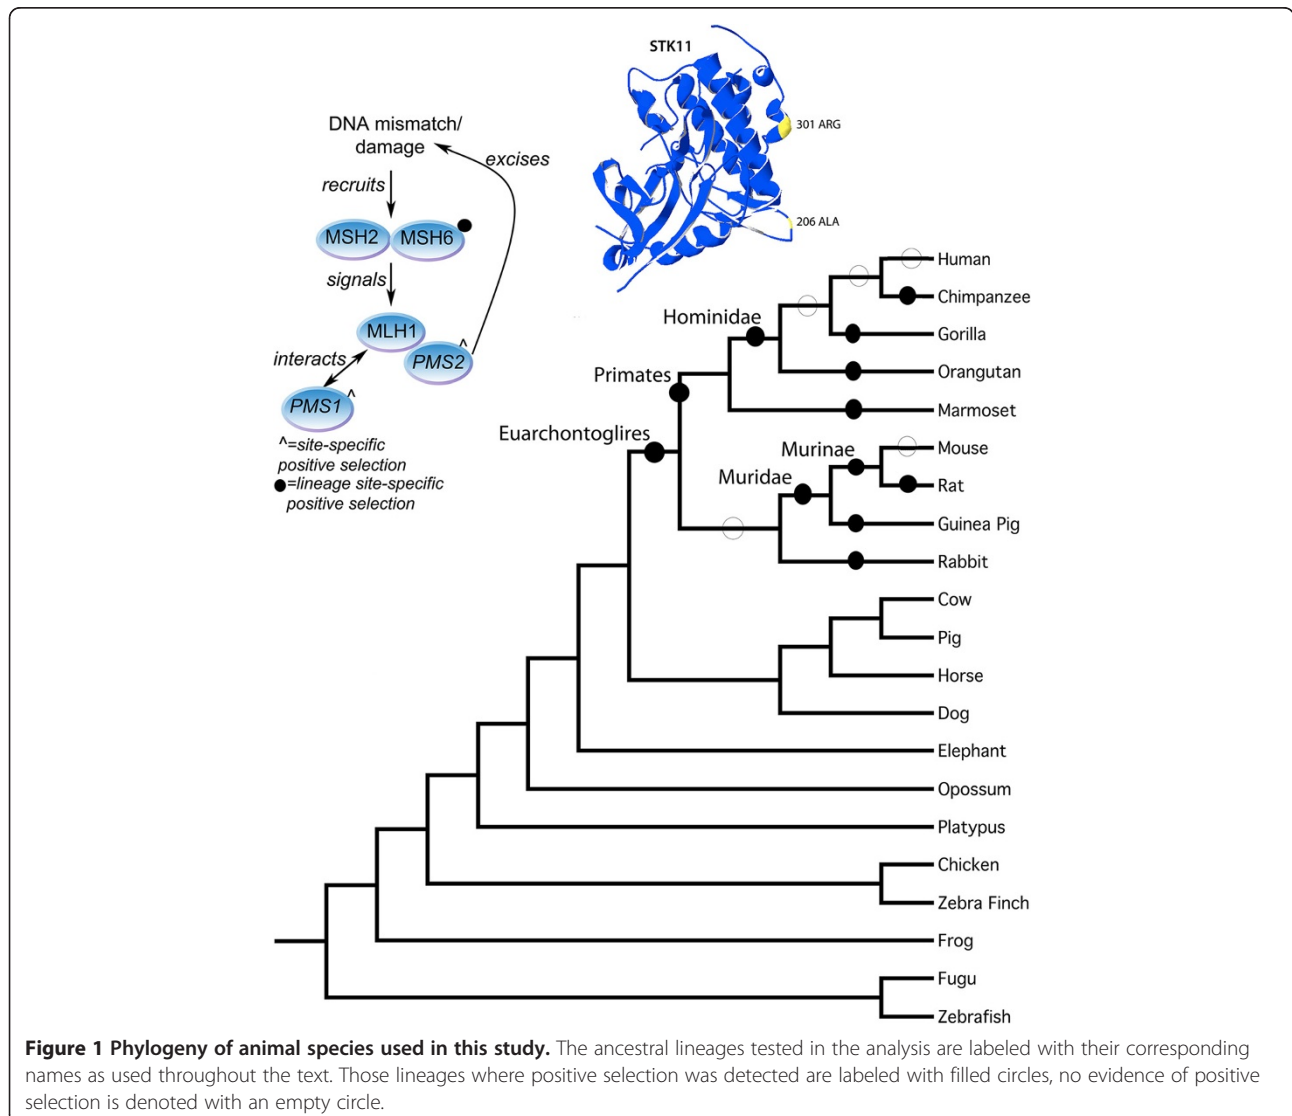 STK11
301 ARG
206 ALA
DNA mismatch/
damage
excises
recruits
MSH2
MSH6
signals
MLH1
PMS2
^
interacts
PMS1
^
^=site-specific
positive selection
●=lineage site-specific
positive selection
Hominidae
Primates
Euarchontoglires
Murinae
Muridae
Human
Chimpanzee
Gorilla
Orangutan
Marmoset
Mouse
Rat
Guinea Pig
Rabbit
Cow
Pig
Horse
Dog
Elephant
Opossum
Platypus
Chicken
Zebra Finch
Frog
Fugu
Zebrafish
Figure 1 Phylogeny of animal species used in this study. The ancestral lineages tested in the analysis are labeled with their corresponding
names as used throughout the text. Those lineages where positive selection was detected are labeled with filled circles, no evidence of positive
selection is denoted with an empty circle.